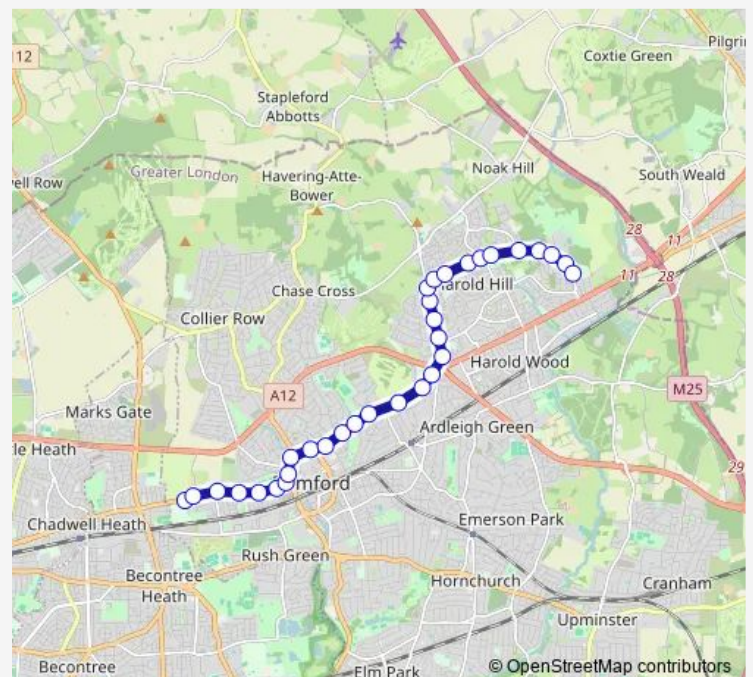 12
Coxtie Green
Pilgri
Stapleford
Abbotts
Noak Hill
South Weald
Greater London
ell Row
Havering-Atte-
Bower
28
11
11
28
Chase Cross
arold Hill
Collier Row
Harold Wood
A12
M25
Marks Gate
Ardleigh Green
le Heath
29
mford
Chadwell Heath
Emerson Park
Rush Green
Becontree
Heath
Hornchurch
Cranham
Upminster
Becontree
Elm Park
© OpenStreetMap contributors